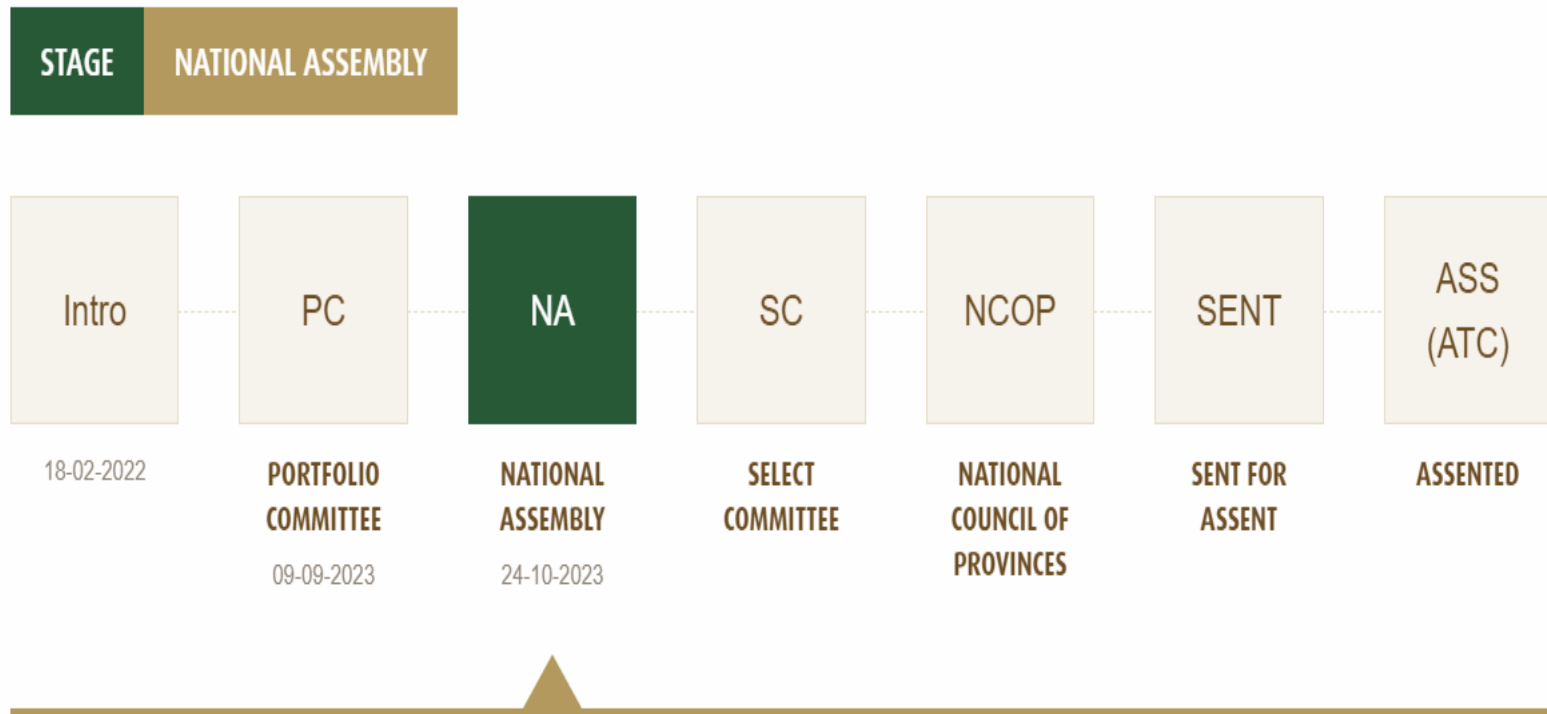 STAGE NATIONAL ASSEMBLY
Intro PC NA SC NCOP SENT ASS
(ATC)
18-02-2022
PORTFOLIO
COMMITTEE
09-09-2023
NATIONAL
ASSEMBLY
24-10-2023
SELECT
COMMITTEE
NATIONAL
COUNCIL OF
PROVINCES
SENT FOR
ASSENT
ASSENTED